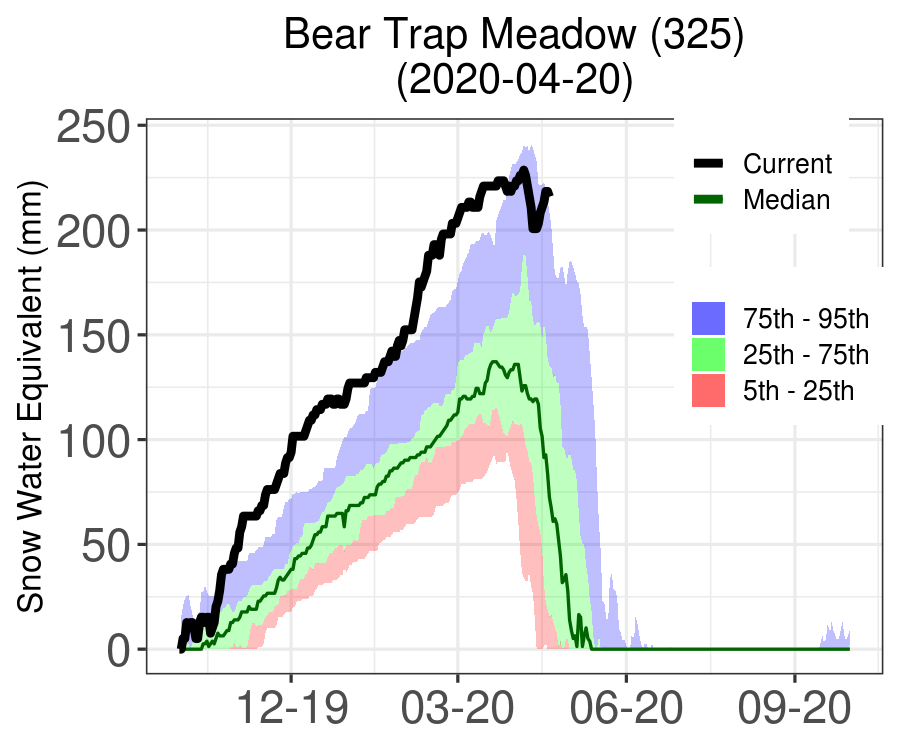 Bear Trap Meadow (325)
(2020-04-20)
Snow Water Equivalent (mm)
250
200
150
100
50
0
12-19
03-20
06-20
09-20
Current
Median
75th - 95th
25th - 75th
5th - 25th